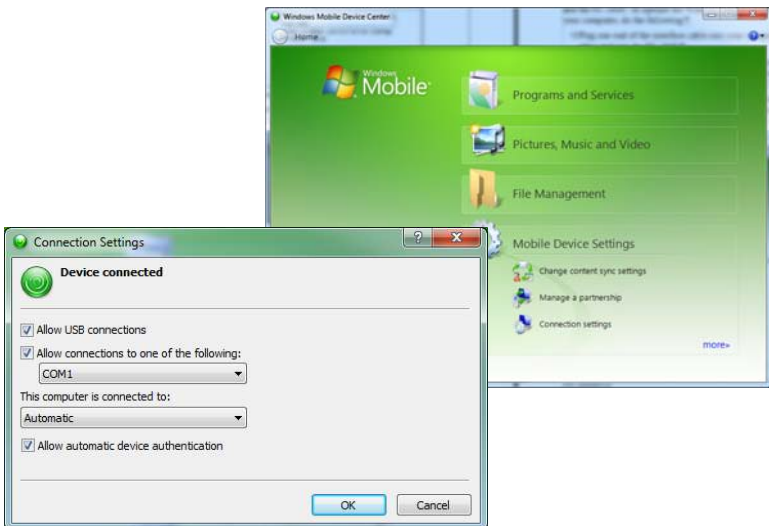 Windows Mobile Device Center
Home
Windows
Mobile
Programs and Services
Pictures, Music and Video
File Management
Mobile Device Settings
Change content sync settings
Manage a partnership
Connection settings
more»
Connection Settings
Device connected
Allow USB connections
Allow connections to one of the following:
COM1
This computer is connected to:
Automatic
Allow automatic device authentication
OK
Cancel